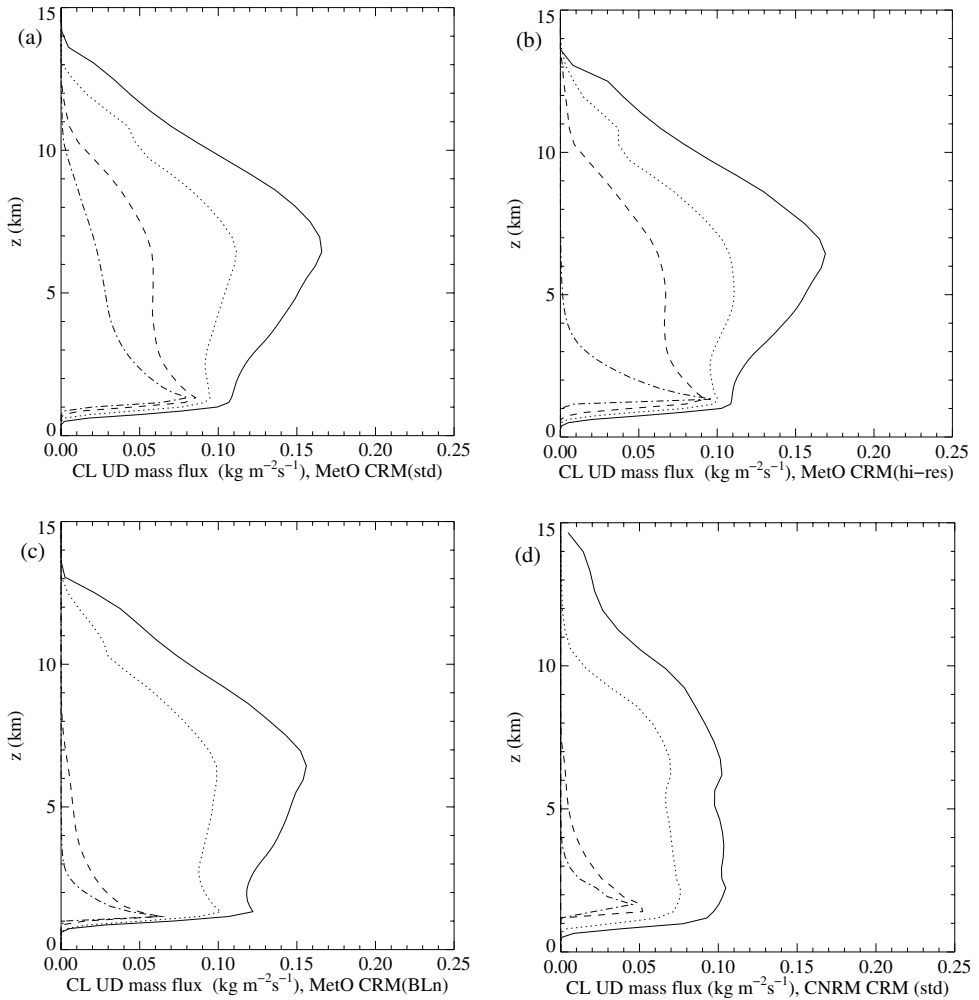 (a)
15
10
5
0
z (km)
0.00 0.05 0.10 0.15 0.20 0.25
CL UD mass flux (kg m⁻²s⁻¹), MetO CRM(std)
(b)
15
10
5
0
z (km)
0.00 0.05 0.10 0.15 0.20 0.25
CL UD mass flux (kg m⁻²s⁻¹), MetO CRM(hi−res)
(c)
15
10
5
0
z (km)
0.00 0.05 0.10 0.15 0.20 0.25
CL UD mass flux (kg m⁻²s⁻¹), MetO CRM(BLn)
(d)
15
10
5
0
z (km)
0.00 0.05 0.10 0.15 0.20 0.25
CL UD mass flux (kg m⁻²s⁻¹), CNRM CRM (std)